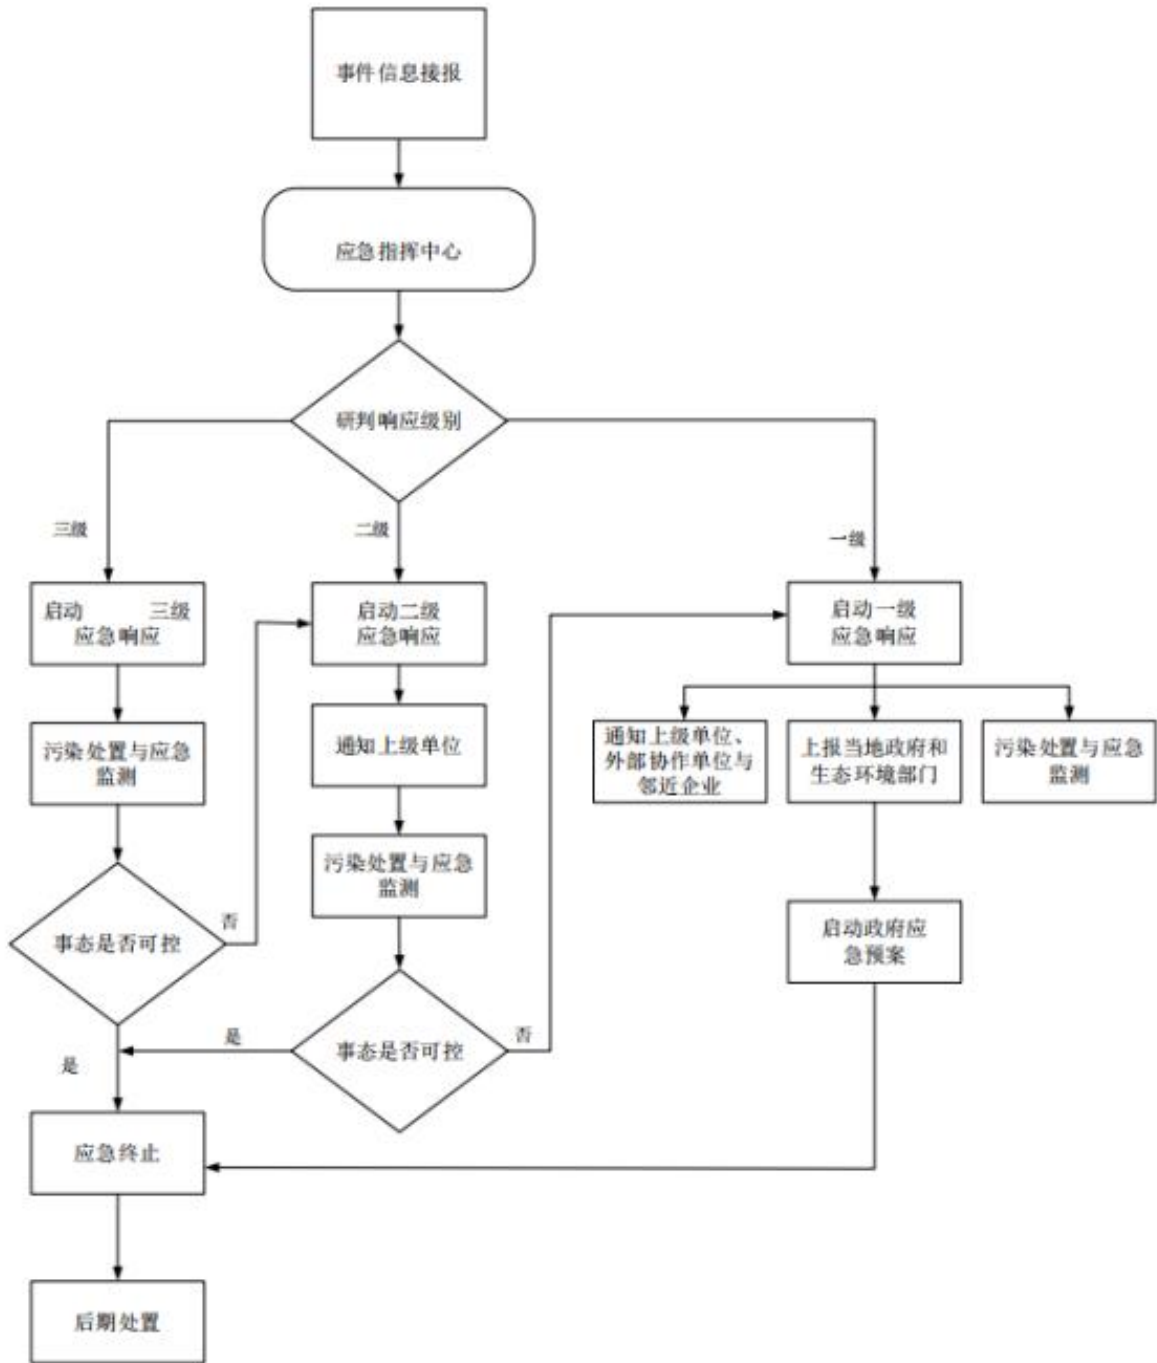 事件信息接报
应急指挥中心
研判响应级别
三级
二级
一级
启动 三级
应急响应
启动二级
应急响应
启动一级
应急响应
污染处置与应急
监测
通知上级单位
通知上级单位、
外部协作单位与
邻近企业
上报当地政府和
生态环境部门
污染处置与应急
监测
污染处置与应急
监测
否
事态是否可控
启动政府应
急预案
是
否
事态是否可控
是
应急终止
后期处置